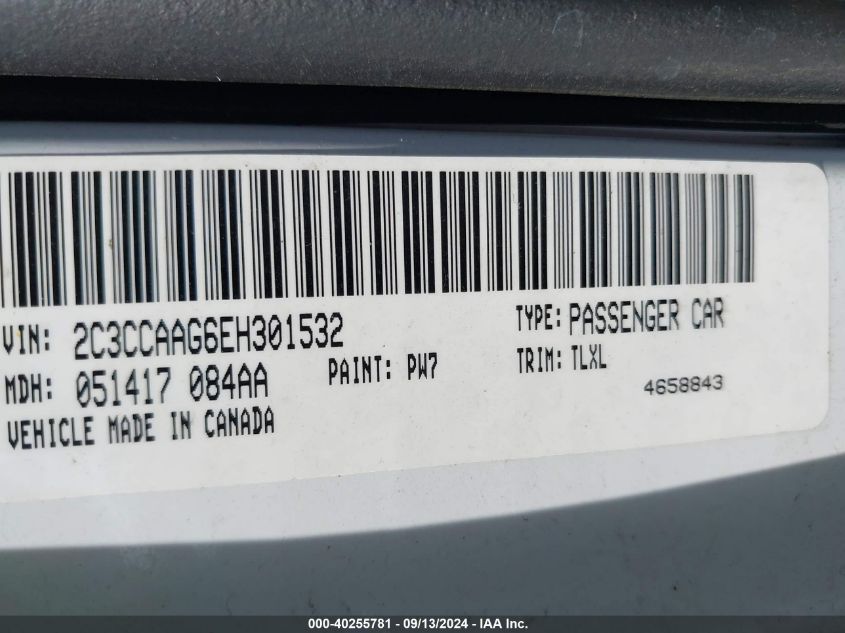 VIN: 2C3CCAAG6EH301532 TYPE: PASSENGER CAR
MDH: 051417 084AA PAINT: PW7 TRIM: TLXL
4658843
VEHICLE MADE IN CANADA
000-40255781 - 09/13/2024 - IAA Inc.